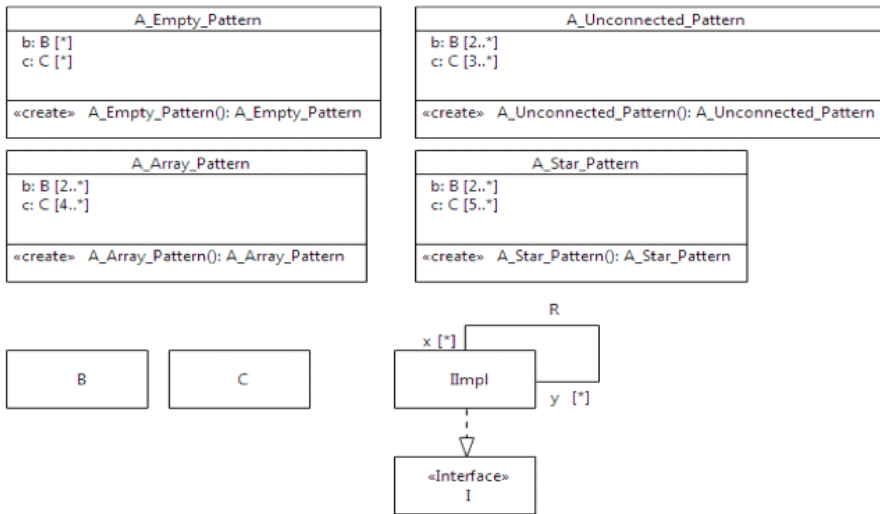 A_Empty_Pattern
b: B [*]
c: C [*]
«create» A_Empty_Pattern(): A_Empty_Pattern
A_Unconnected_Pattern
b: B [2..*]
c: C [3..*]
«create» A_Unconnected_Pattern(): A_Unconnected_Pattern
A_Array_Pattern
b: B [2..*]
c: C [4..*]
«create» A_Array_Pattern(): A_Array_Pattern
A_Star_Pattern
b: B [2..*]
c: C [5..*]
«create» A_Star_Pattern(): A_Star_Pattern
B
C
R
x [*]
IImpl
y [*]
«Interface»
I